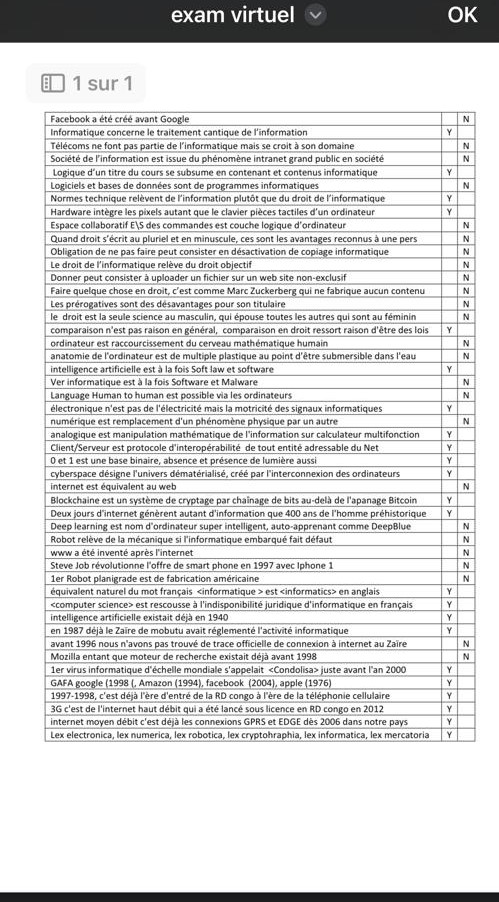 exam virtuel
OK
1 sur 1
Facebook a été créé avant Google N
Informatique concerne le traitement cantique de l'information Y
Télécoms ne font pas partie de l'informatique mais se croit à son domaine N
Société de l'information est issue du phénomène intranet grand public en société N
Logique d'un titre du cours se subsume en contenant et contenus informatique Y
Logiciels et bases de données sont de programmes informatiques N
Normes technique relèvent de l'information plutôt que du droit de l'informatique Y
Hardware intègre les pixels autant que le clavier pièces tactiles d'un ordinateur Y
Espace collaboratif E\S des commandes est couche logique d'ordinateur N
Quand droit s'écrit au pluriel et en minuscule, ces sont les avantages reconnus à une pers N
Obligation de ne pas faire peut consister en désactivation de copiage informatique N
Le droit de l'informatique relève du droit objectif N
Donner peut consister à uploader un fichier sur un web site non-exclusif N
Faire quelque chose en droit, c'est comme Marc Zuckerberg qui ne fabrique aucun contenu N
Les prérogatives sont des désavantages pour son titulaire N
le droit est la seule science au masculin, qui épouse toutes les autres qui sont au féminin N
comparaison n'est pas raison en général, comparaison en droit ressort raison d'être des lois Y
ordinateur est raccourcissement du cerveau mathématique humain N
anatomie de l'ordinateur est de multiple plastique au point d'être submersible dans l'eau N
intelligence artificielle est à la fois Soft law et software Y
Ver informatique est à la fois Software et Malware N
Language Human to human est possible via les ordinateurs N
électronique n'est pas de l'électricité mais la motricité des signaux informatiques Y
numérique est remplacement d'un phénomène physique par un autre N
analogique est manipulation mathématique de l'information sur calculateur multifonction Y
Client/Serveur est protocole d'interopérabilité de tout entité adressable du Net Y
0 et 1 est une base binaire, absence et présence de lumière aussi Y
cyberspace désigne l'univers dématérialisé, créé par l'interconnexion des ordinateurs Y
internet est équivalent au web N
Blockchaine est un système de cryptage par chaînage de bits au-delà de l'apanage Bitcoin Y
Deux jours d'internet génèrent autant d'information que 400 ans de l'homme préhistorique Y
Deep learning est nom d'ordinateur super intelligent, auto-apprenant comme DeepBlue N
Robot relève de la mécanique si l'informatique embarqué fait défaut N
www a été inventé après l'internet N
Steve Job révolutionne l'offre de smart phone en 1997 avec Iphone 1 N
1er Robot planigrade est de fabrication américaine N
équivalent naturel du mot français <informatique > est <informatics> en anglais Y
<computer science> est rescousse à l'indisponibilité juridique d'informatique en français Y
intelligence artificielle existait déjà en 1940 Y
en 1987 déjà le Zaïre de mobutu avait réglementé l'activité informatique Y
avant 1996 nous n'avons pas trouvé de trace officielle de connexion à internet au Zaïre N
Mozilla entant que moteur de recherche existait déjà avant 1998 N
1er virus informatique d'échelle mondiale s'appelait <Condolisa> juste avant l'an 2000 Y
GAFA google (1998 (, Amazon (1994), facebook (2004), apple (1976) Y
1997-1998, c'est déjà l'ère d'entré de la RD congo à l'ère de la téléphonie cellulaire Y
3G c'est de l'internet haut débit qui a été lancé sous licence en RD congo en 2012 Y
internet moyen débit c'est déjà les connexions GPRS et EDGE dès 2006 dans notre pays Y
Lex electronica, lex numerica, lex robotica, lex cryptohraphia, lex informatica, lex mercatoria Y